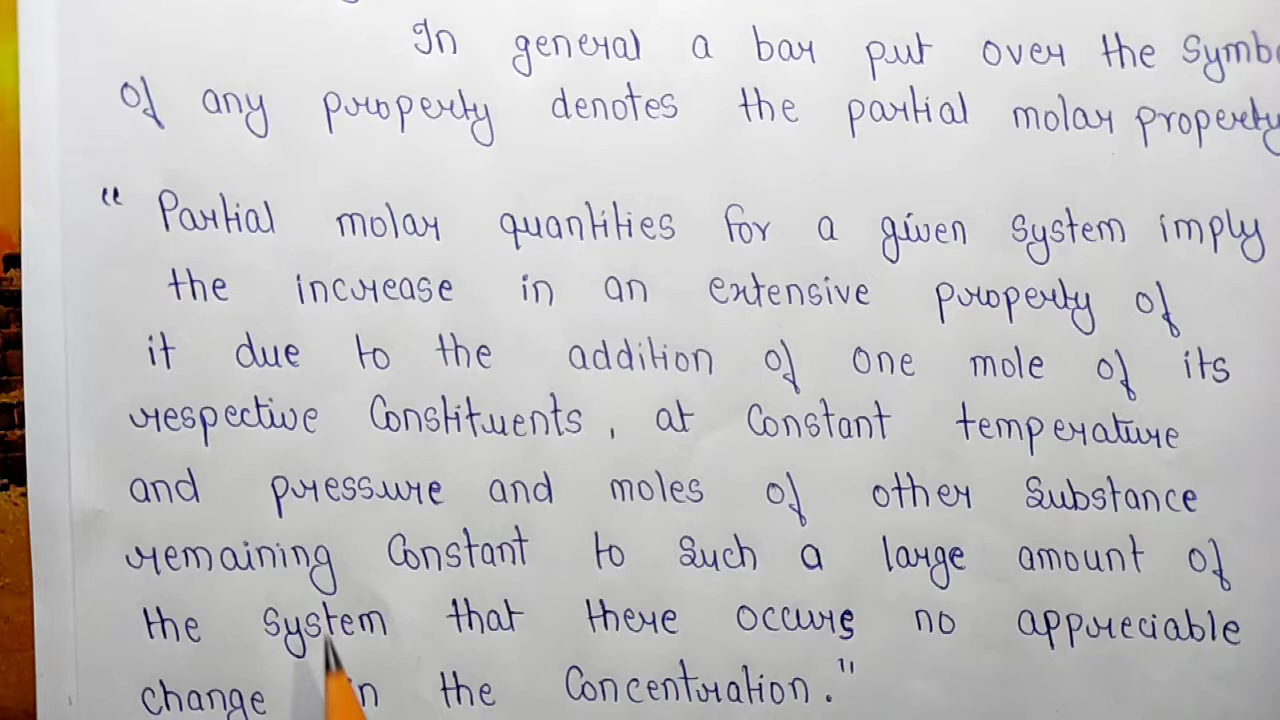 In general a bar put over the Symb
of any property denotes the partial molar property
“ Partial molar quantities for a given system imply
the increase in an extensive property of
it due to the addition of one mole of its
respective Constituents, at Constant temperature
and pressure and moles of other Substance
remaining Constant to such a large amount of
the system that there occurs no appreciable
change in the Concentration.”